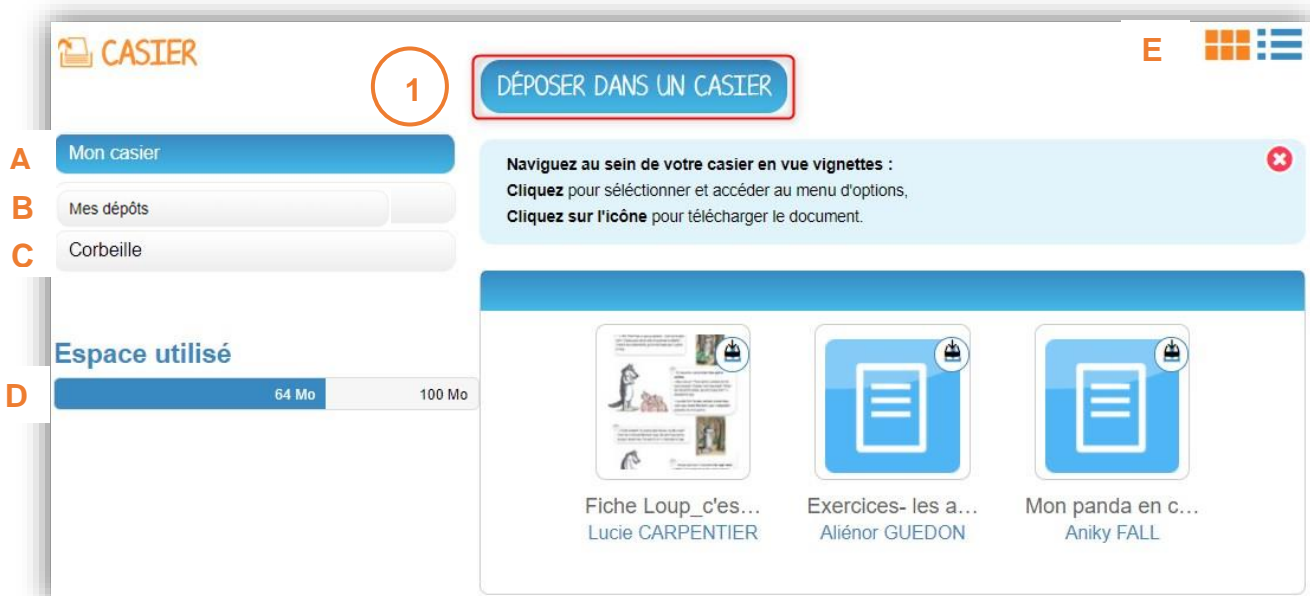 CASIER
E
1
DÉPOSER DANS UN CASIER
A
Mon casier
B
Mes dépôts
C
Corbeille
Naviguez au sein de votre casier en vue vignettes :
Cliquez pour séléctionner et accéder au menu d'options,
Cliquez sur l'icône pour télécharger le document.
Espace utilisé
D
64 Mo 100 Mo
Fiche Loup_c'es... Exercices- les a... Mon panda en c...
Lucie CARPENTIER Aliénor GUEDON Aniky FALL